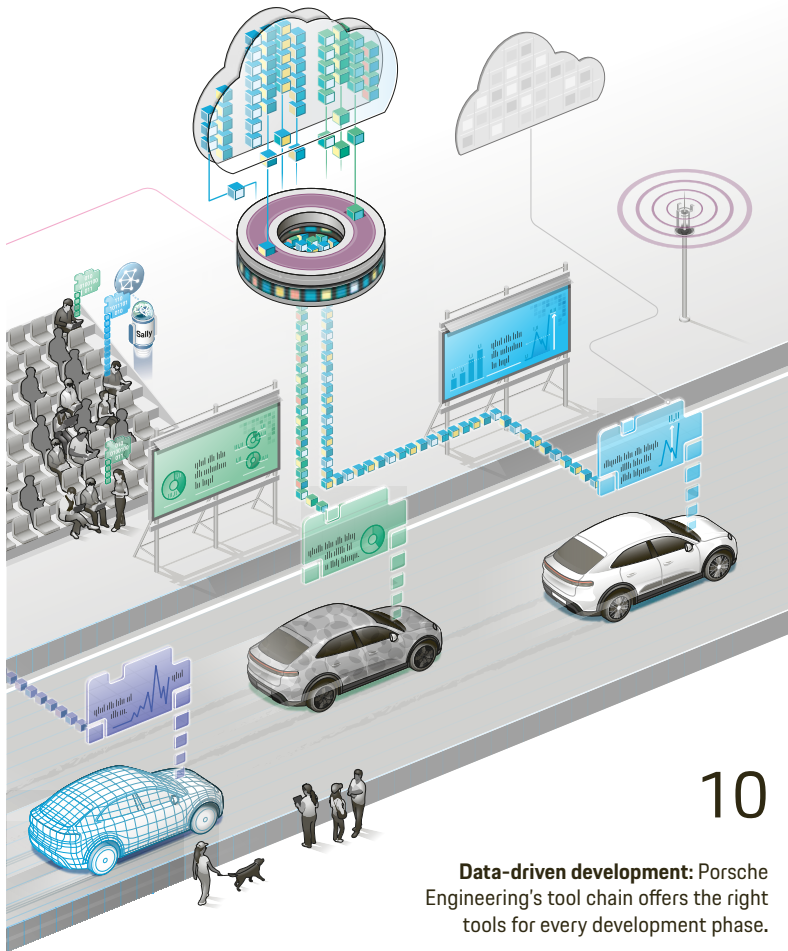 Sally
10
Data-driven development: Porsche
Engineering's tool chain offers the right
tools for every development phase.